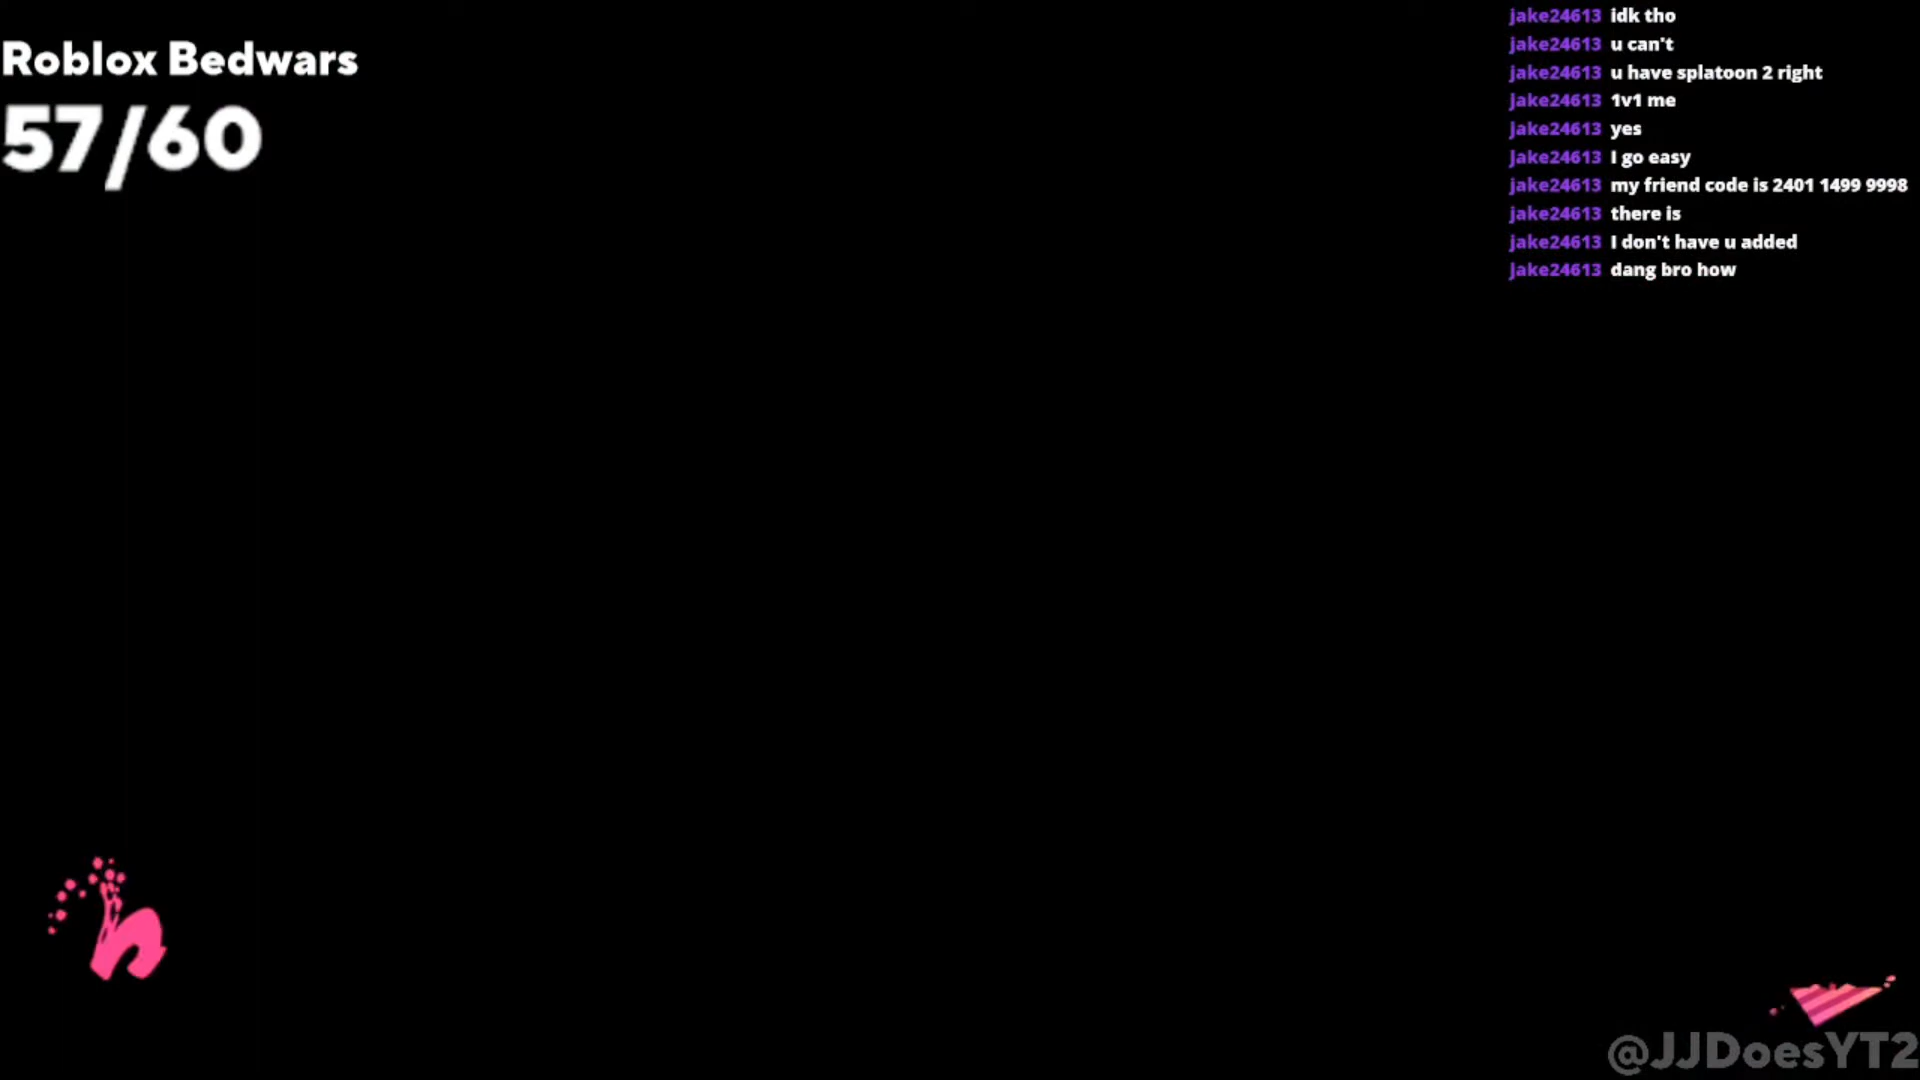 Roblox Bedwars
57/60
jake24613 idk tho
jake24613 u can't
jake24613 u have splatoon 2 right
jake24613 1v1 me
jake24613 yes
jake24613 I go easy
jake24613 my friend code is 2401 1499 9998
jake24613 there is
jake24613 I don't have u added
jake24613 dang bro how
@JJDoesYT2